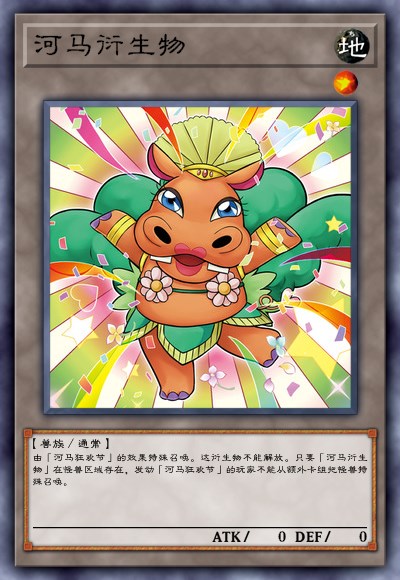 河马衍生物
地
【兽族／通常】
由「河马狂欢节」的效果特殊召唤。这衍生物不能解放。只要「河马衍生
物」在怪兽区域存在，发动「河马狂欢节」的玩家不能从额外卡组把怪兽特
殊召唤。
ATK/ 0 DEF/ 0